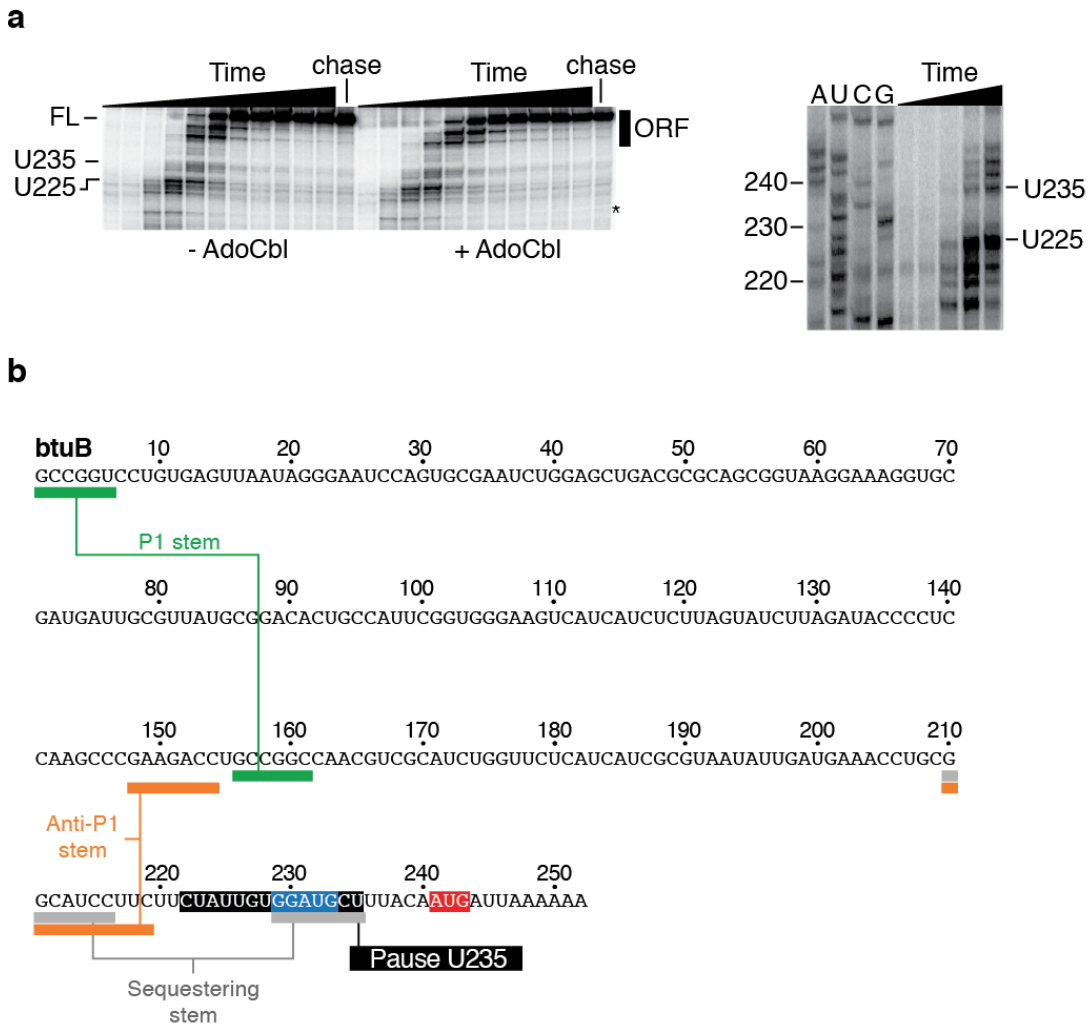 a
Time chase Time chase
FL
ORF
U235
U225
*
- AdoCbl + AdoCbl
Time
A U C G
240
230
220
U235
U225
b
btuB 10 20 30 40 50 60 70
GCCGGUCCUGUGAGUUAAUAGGGAAUCCAGUGCGAAUCUGGAGCUGACGCGCAGCGGUAAGGAAAGGUGC
P1 stem
80 90 100 110 120 130 140
GAUGAUUGCGUUAUGCGGACACUGCCAUUCGGUGGGAAGUCAUCAUCUCUUAGUAUCUUAGAUACCCCUC
150 160 170 180 190 200 210
CAAGCCCGAAGACCUGCCGGCCAACGUCGCAUCUGGUUCUCAUCAUCGCGUAAUAUUGAUGAAACCUGCG
Anti-P1
stem
220 230 240 250
GCAUCCUUCUUCUAUUGUGGAUGCUUUACAAUGAUUAAAAAA
Pause U235
Sequestering
stem